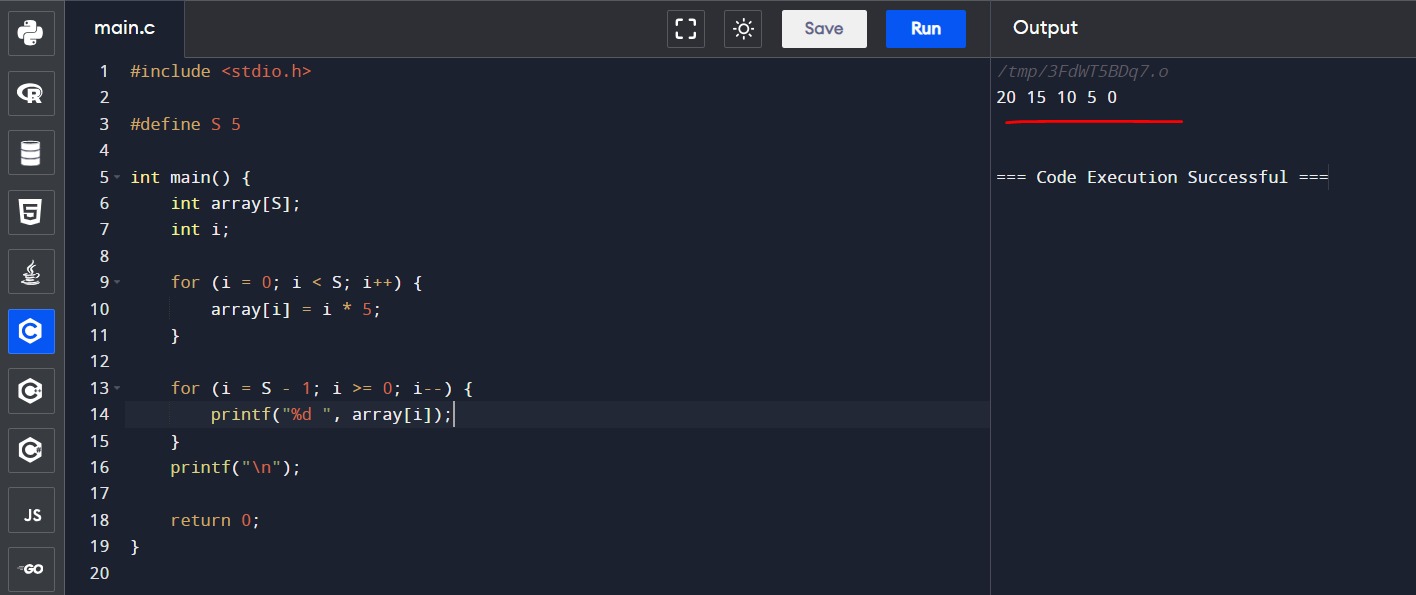 main.c
Save
Run
Output
1 #include <stdio.h>
2
3 #define S 5
4
5 int main() {
6     int array[S];
7     int i;
8
9     for (i = 0; i < S; i++) {
10         array[i] = i * 5;
11     }
12
13     for (i = S - 1; i >= 0; i--) {
14         printf("%d ", array[i]);
15     }
16     printf("\n");
17
18     return 0;
19 }
20
/tmp/3FdWT5BDq7.o
20 15 10 5 0
=== Code Execution Successful ===
R
5
C
C
C
JS
GO